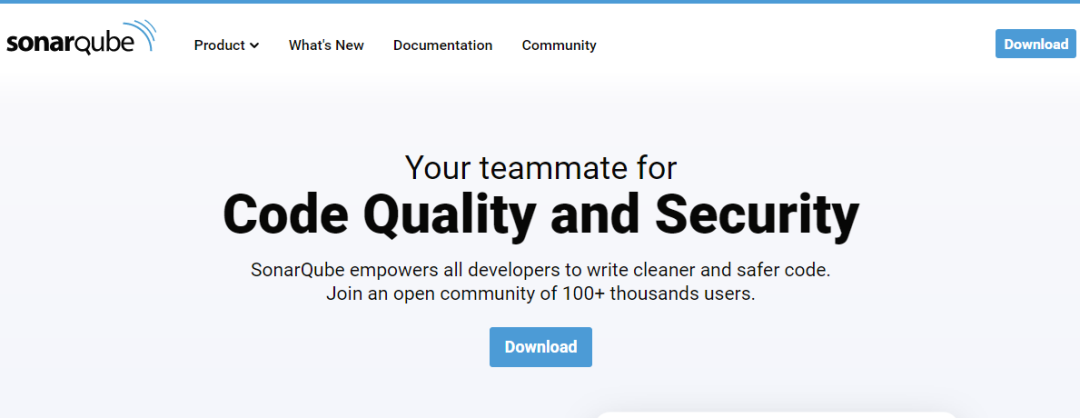 sonarqube
Product
What's New
Documentation
Community
Download
Your teammate for
Code Quality and Security
SonarQube empowers all developers to write cleaner and safer code.
Join an open community of 100+ thousands users.
Download